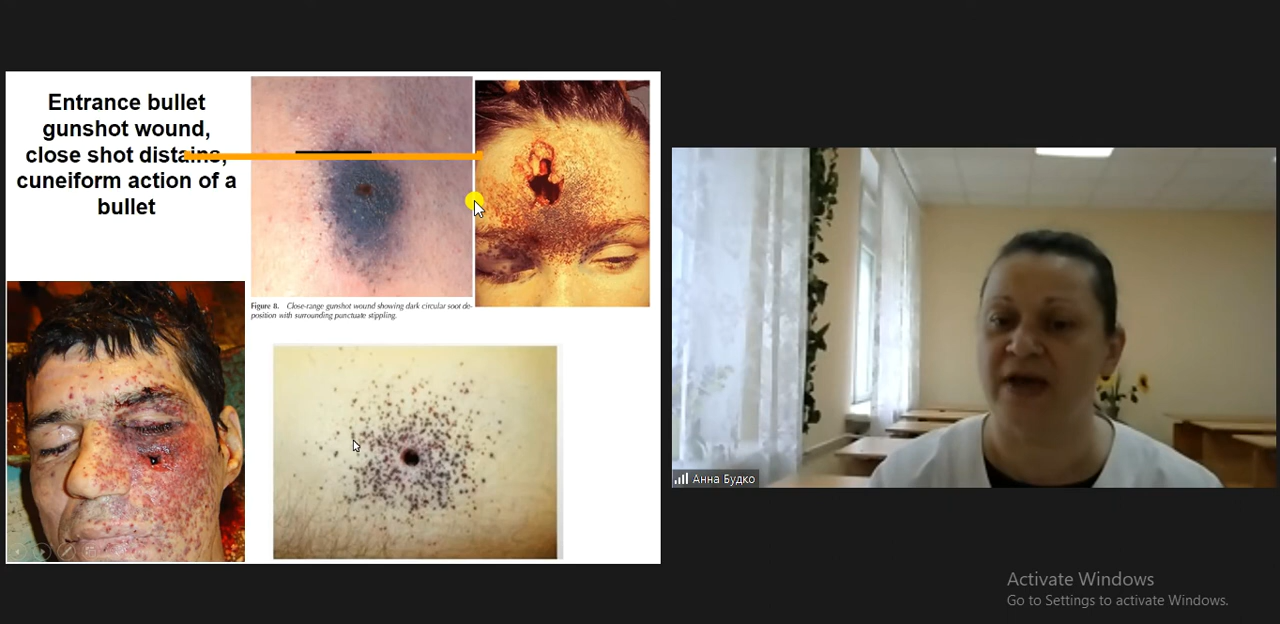 Entrance bullet
gunshot wound,
close shot distains,
cuneiform action of a
bullet
Figure 8. Close-range gunshot wound showing dark circular soot de-
position with surrounding punctuate stippling.
Анна Будко
Activate Windows
Go to Settings to activate Windows.